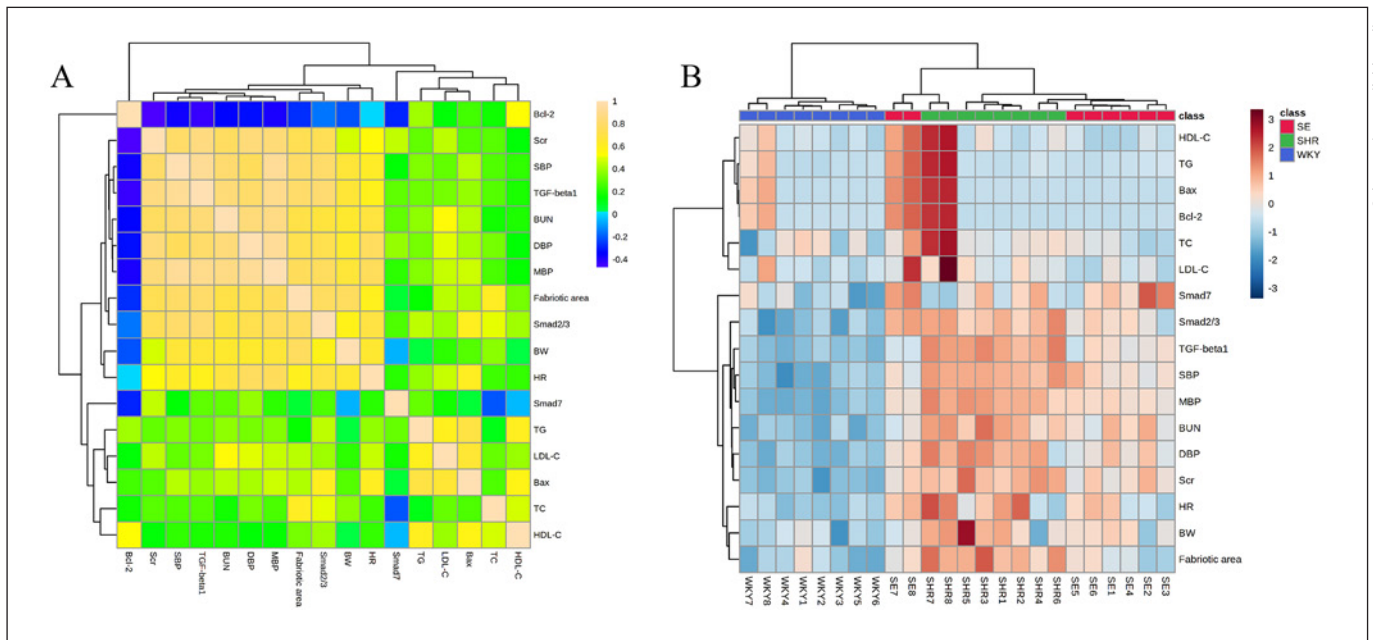 A
1
0.8
0.6
0.4
0.2
0
-0.2
-0.4
Bcl-2
Scr
SBP
TGF-beta1
BUN
DBP
MBP
Fabriotic area
Smad2/3
BW
HR
Smad7
TG
LDL-C
Bax
TC
HDL-C
Bcl-2
Scr
SBP
TGF-beta1
BUN
DBP
MBP
Fabriotic area
Smad2/3
BW
HR
Smad7
TG
LDL-C
Bax
TC
HDL-C
B
class
3
2
1
0
-1
-2
-3
class
SE
SHR
WKY
HDL-C
TG
Bax
Bcl-2
TC
LDL-C
Smad7
Smad2/3
TGF-beta1
SBP
MBP
BUN
DBP
Scr
HR
BW
Fabriotic area
WKY7
WKY8
WKY4
WKY1
WKY2
WKY3
WKY5
WKY6
SE7
SE8
SHR7
SHR8
SHR5
SHR3
SHR1
SHR2
SHR4
SHR6
SE5
SE6
SE1
SE4
SE2
SE3